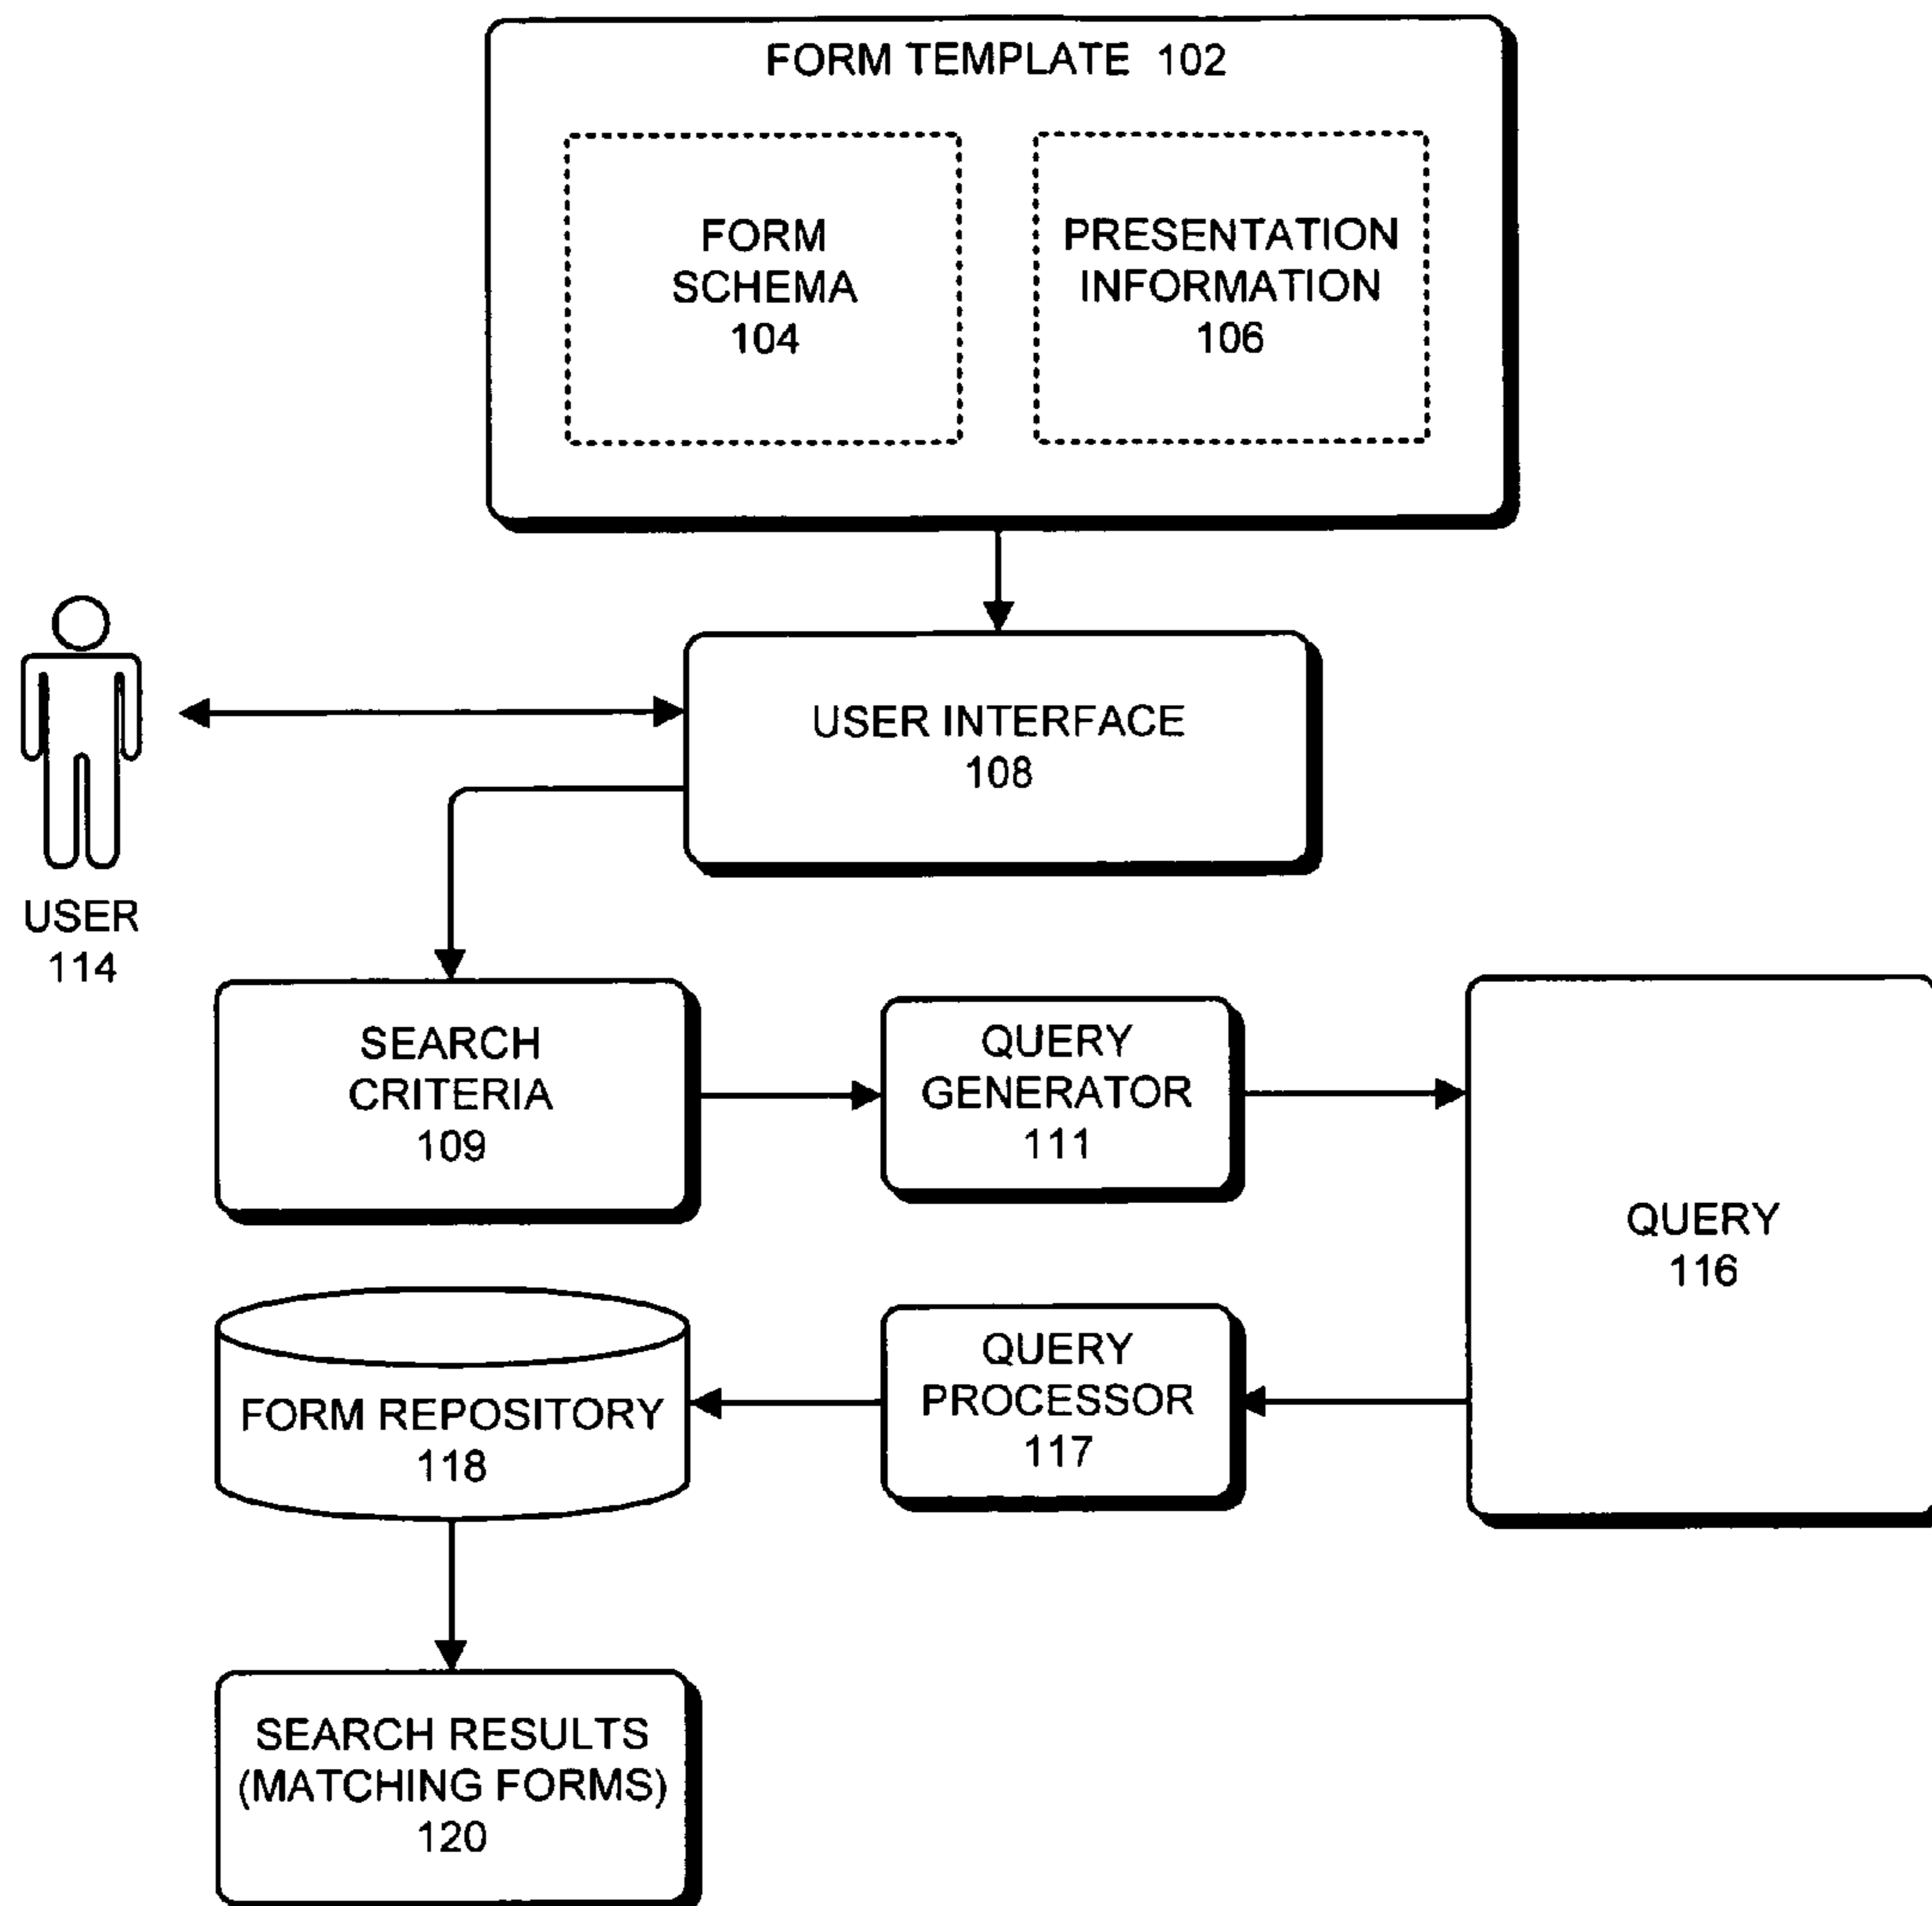 FORM TEMPLATE 102
FORM
SCHEMA
104
PRESENTATION
INFORMATION
106
USER INTERFACE
108
USER
114
SEARCH
CRITERIA
109
QUERY
GENERATOR
111
QUERY
116
FORM REPOSITORY
118
QUERY
PROCESSOR
117
SEARCH RESULTS
(MATCHING FORMS)
120